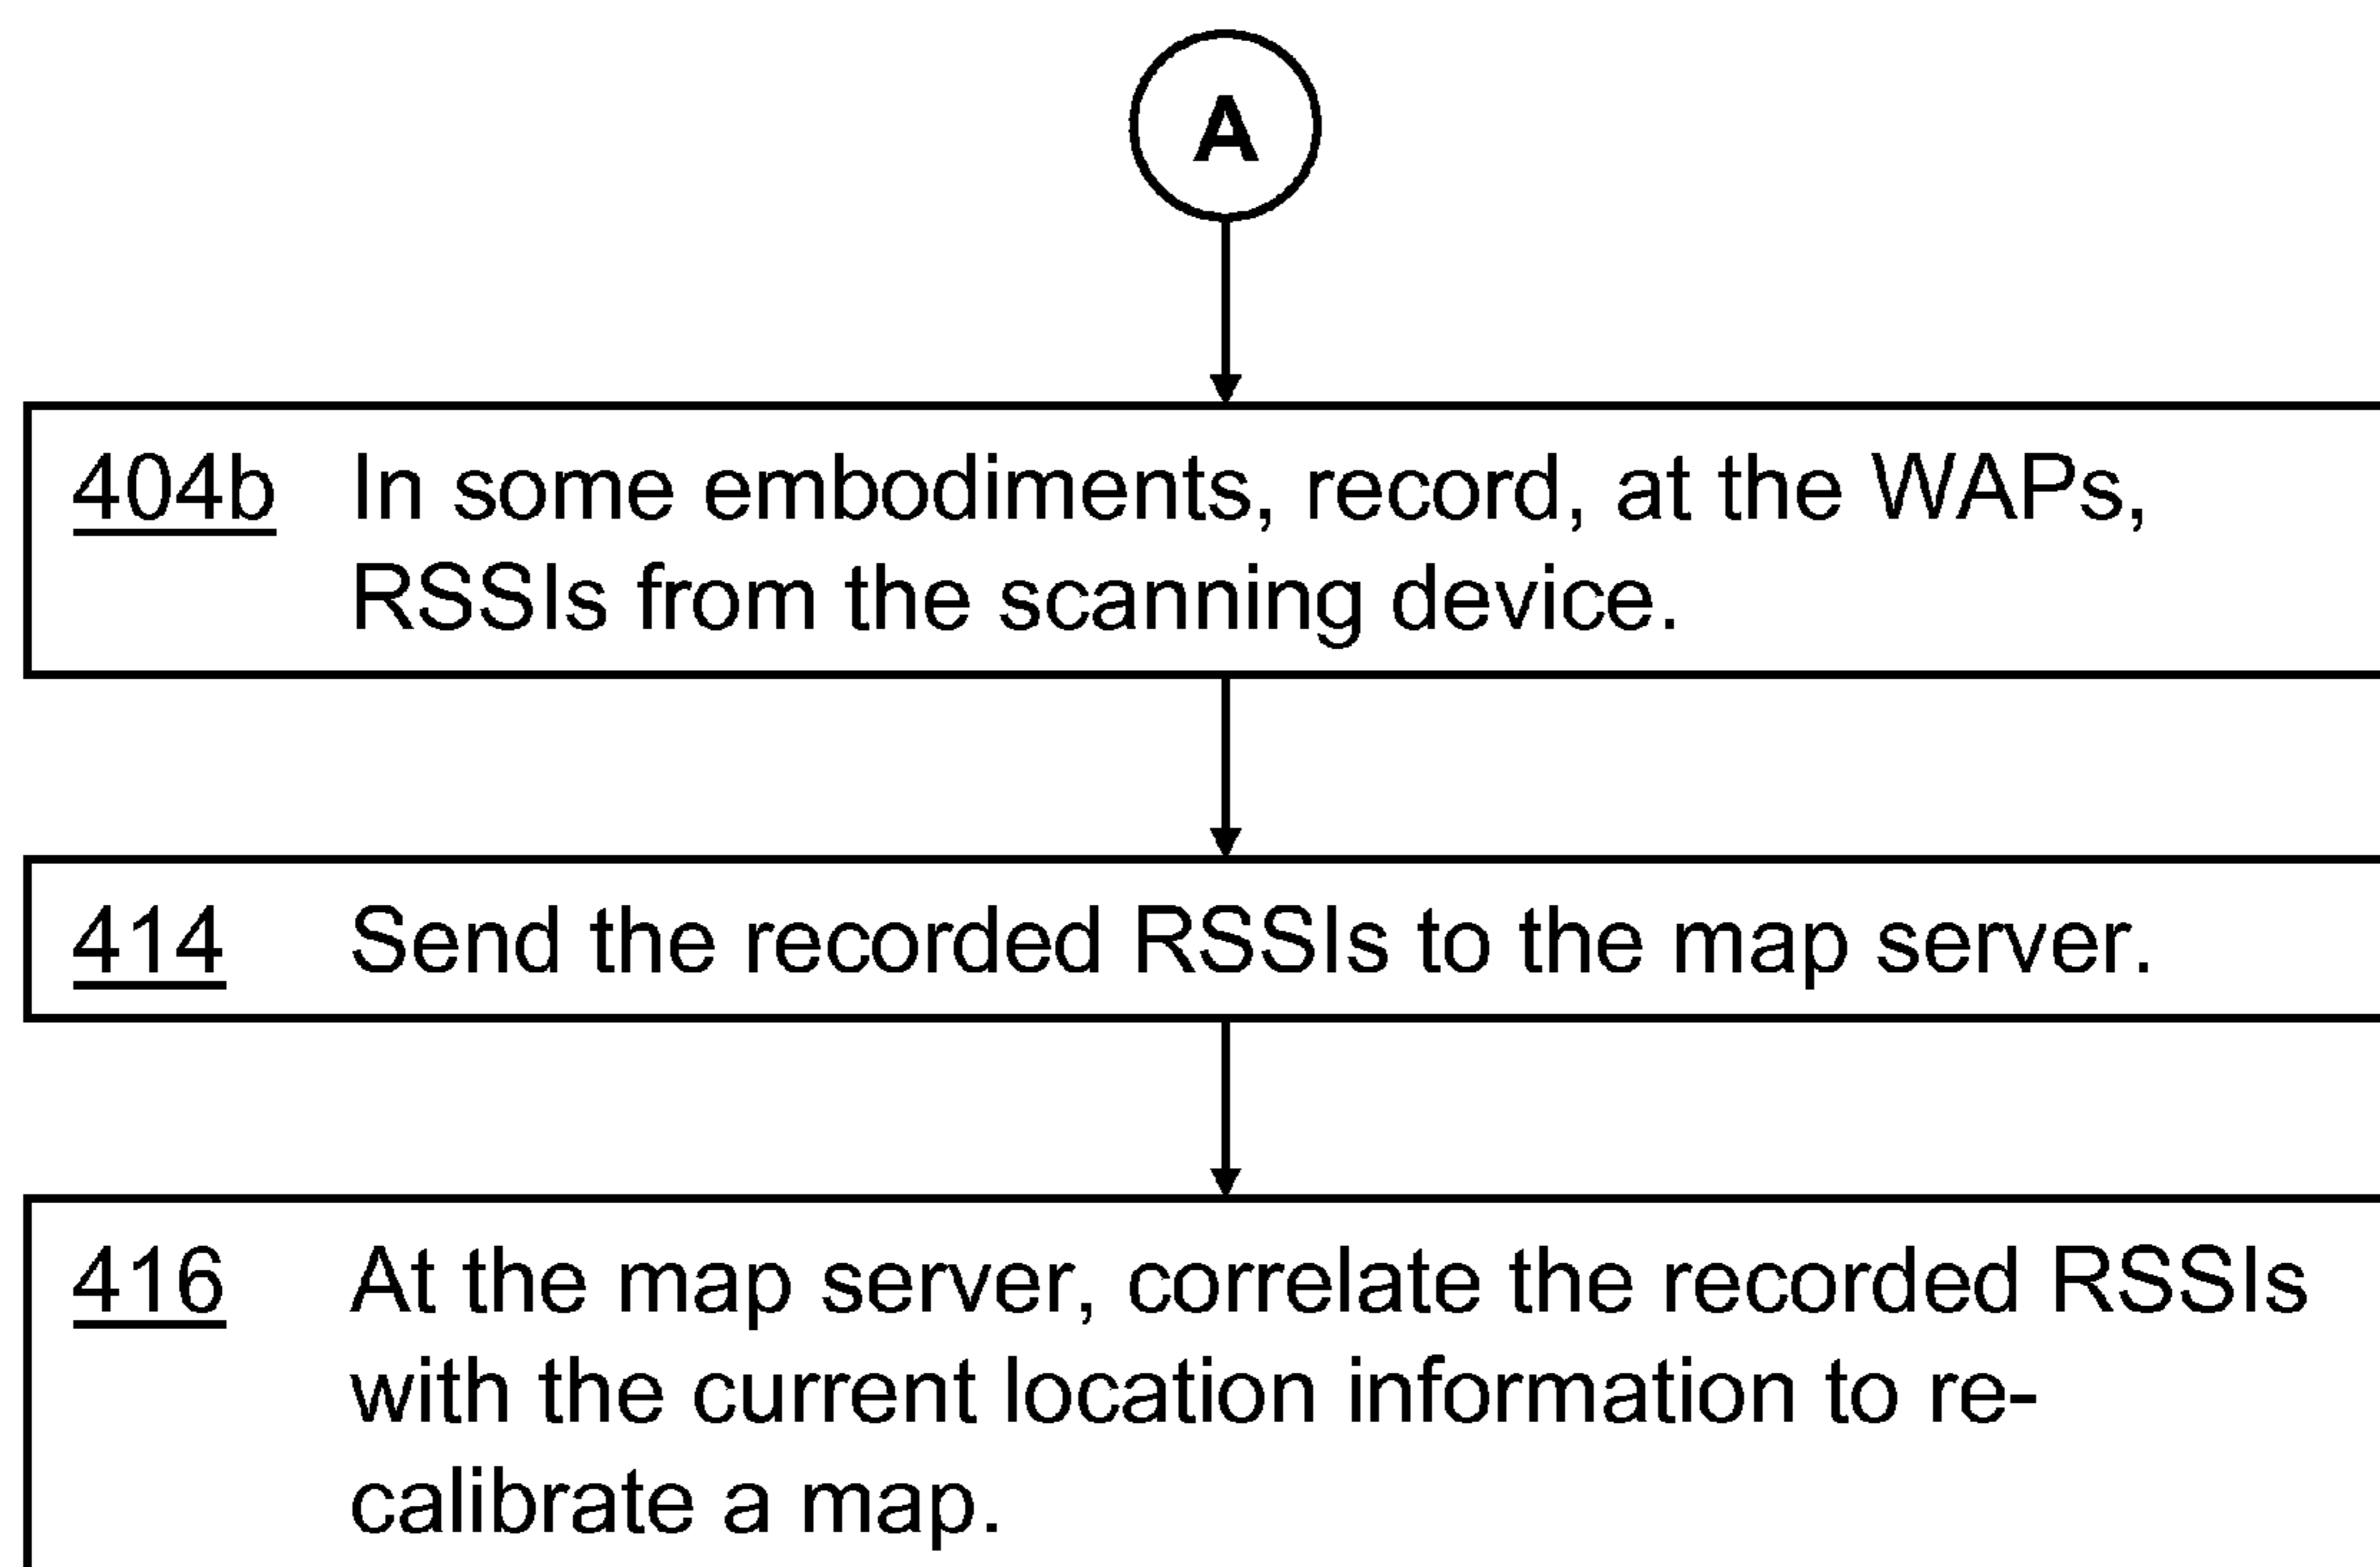 A
404b In some embodiments, record, at the WAPs,
RSSIs from the scanning device.
414 Send the recorded RSSIs to the map server.
416 At the map server, correlate the recorded RSSIs
with the current location information to re-
calibrate a map.